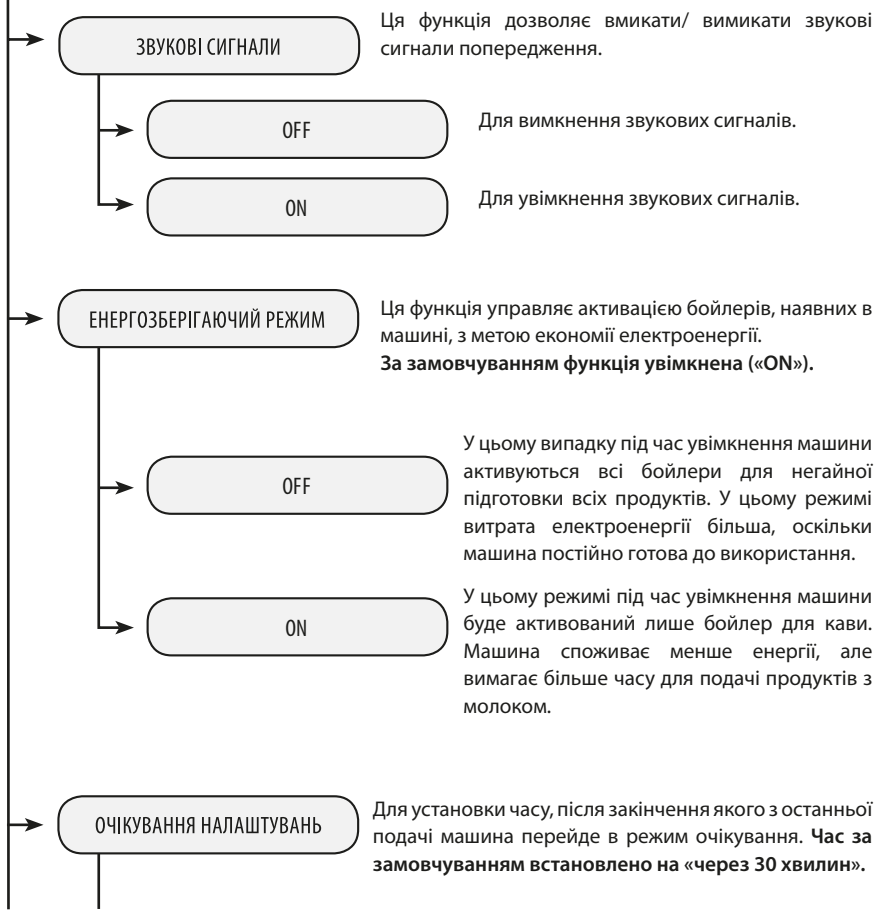 ЗВУКОВІ СИГНАЛИ
Ця функція дозволяє вмикати/ вимикати звукові
сигнали попередження.
OFF
Для вимкнення звукових сигналів.
ON
Для увімкнення звукових сигналів.
ЕНЕРГОЗБЕРІГАЮЧИЙ РЕЖИМ
Ця функція управляє активацією бойлерів, наявних в
машині, з метою економії електроенергії.
За замовчуванням функція увімкнена («ON»).
OFF
У цьому випадку під час увімкнення машини
активуються всі бойлери для негайної
підготовки всіх продуктів. У цьому режимі
витрата електроенергії більша, оскільки
машина постійно готова до використання.
ON
У цьому режимі під час увімкнення машини
буде активований лише бойлер для кави.
Машина споживає менше енергії, але
вимагає більше часу для подачі продуктів з
молоком.
ОЧІКУВАННЯ НАЛАШТУВАНЬ
Для установки часу, після закінчення якого з останньої
подачі машина перейде в режим очікування. Час за
замовчуванням встановлено на «через 30 хвилин».